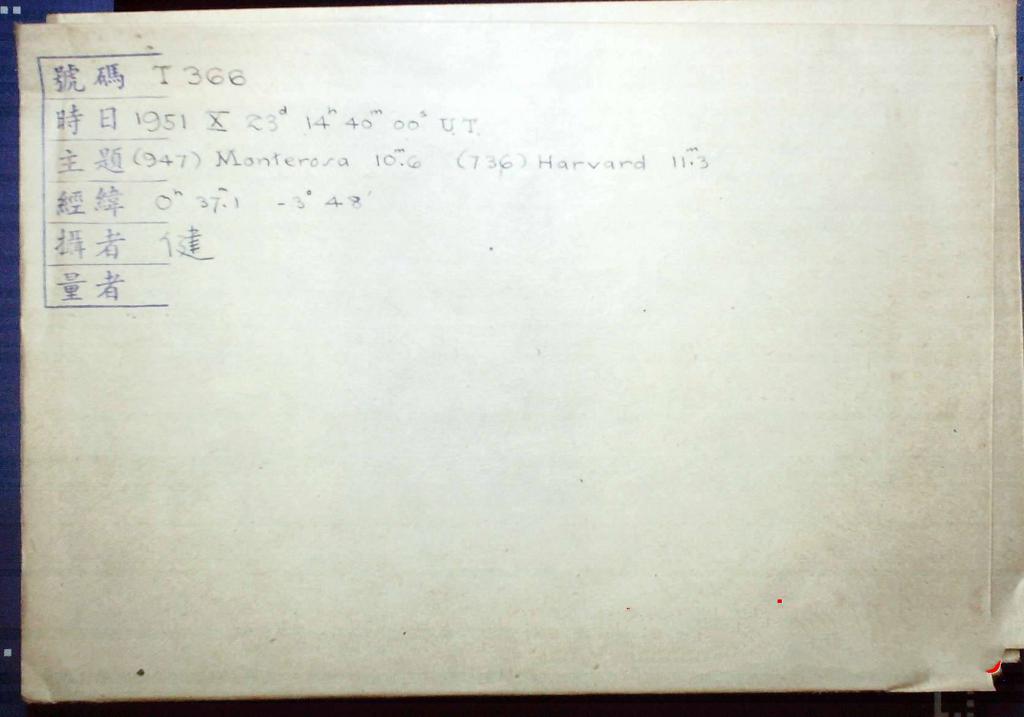 號碼 T 366
時日 1951 X 23ᵈ 14ʰ 40ᵐ 00ˢ U.T.
主題 (947) Monterosa 10ᵐ.6 (736) Harvard 11ᵐ.3
經緯 0ʰ 37ᵐ.1 -3° 48′
攝者 健
量者